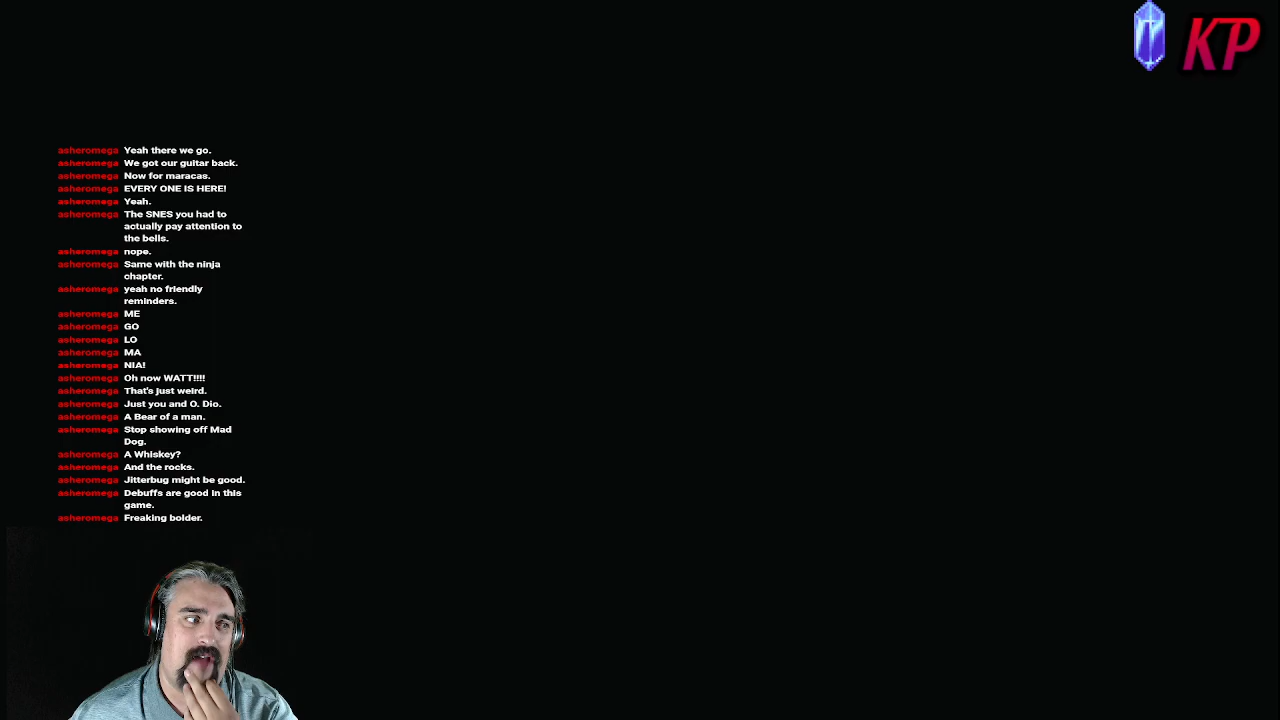 KP
asheromega Yeah there we go.
asheromega We got our guitar back.
asheromega Now for maracas.
asheromega EVERY ONE IS HERE!
asheromega Yeah.
asheromega The SNES you had to
actually pay attention to
the bells.
asheromega nope.
asheromega Same with the ninja
chapter.
asheromega yeah no friendly
reminders.
asheromega ME
asheromega GO
asheromega LO
asheromega MA
asheromega NIA!
asheromega Oh now WATT!!!!
asheromega That's just weird.
asheromega Just you and O. Dio.
asheromega A Bear of a man.
asheromega Stop showing off Mad
Dog.
asheromega A Whiskey?
asheromega And the rocks.
asheromega Jitterbug might be good.
asheromega Debuffs are good in this
game.
asheromega Freaking bolder.